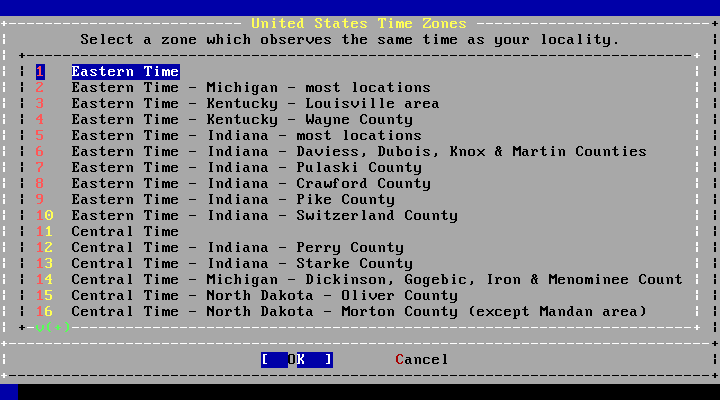 United States Time Zones
Select a zone which observes the same time as your locality.
1 Eastern Time
2 Eastern Time - Michigan - most locations
3 Eastern Time - Kentucky - Louisville area
4 Eastern Time - Kentucky - Wayne County
5 Eastern Time - Indiana - most locations
6 Eastern Time - Indiana - Daviess, Dubois, Knox & Martin Counties
7 Eastern Time - Indiana - Pulaski County
8 Eastern Time - Indiana - Crawford County
9 Eastern Time - Indiana - Pike County
10 Eastern Time - Indiana - Switzerland County
11 Central Time
12 Central Time - Indiana - Perry County
13 Central Time - Indiana - Starke County
14 Central Time - Michigan - Dickinson, Gogebic, Iron & Menominee Count
15 Central Time - North Dakota - Oliver County
16 Central Time - North Dakota - Morton County (except Mandan area)
v(+)
[ OK ] Cancel